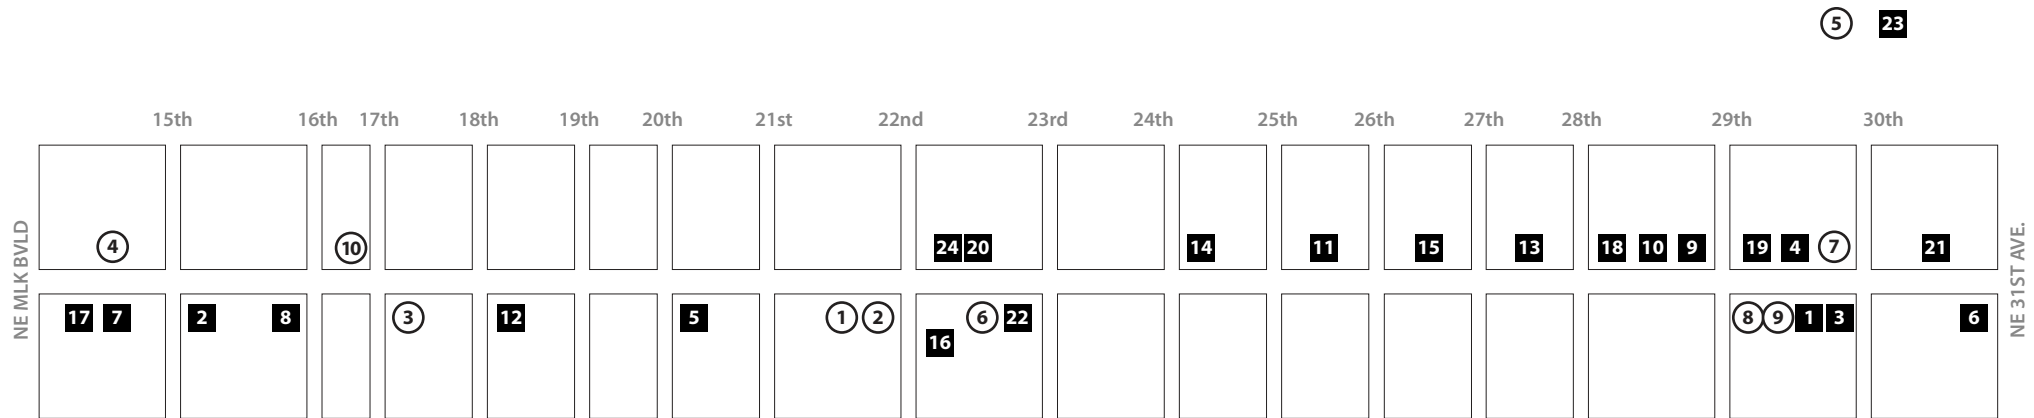 5 23
15th 16th 17th 18th 19th 20th 21st 22nd 23rd 24th 25th 26th 27th 28th 29th 30th
NE MLK BVLD
4 10 24 20 14 11 15 13 18 10 9 19 4 7 21
17 7 2 8 3 12 5 1 2 6 22 8 9 1 3 6
16
NE 31ST AVE.